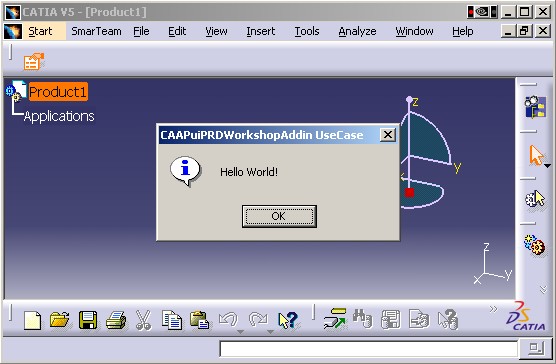 CATIA V5 - [Product1]
Start SmarTeam File Edit View Insert Tools Analyze Window Help
Product1
Applications
CAAPuiPRDWorkshopAddin UseCase
Hello World!
OK
z
y
z
x
y
CATIA